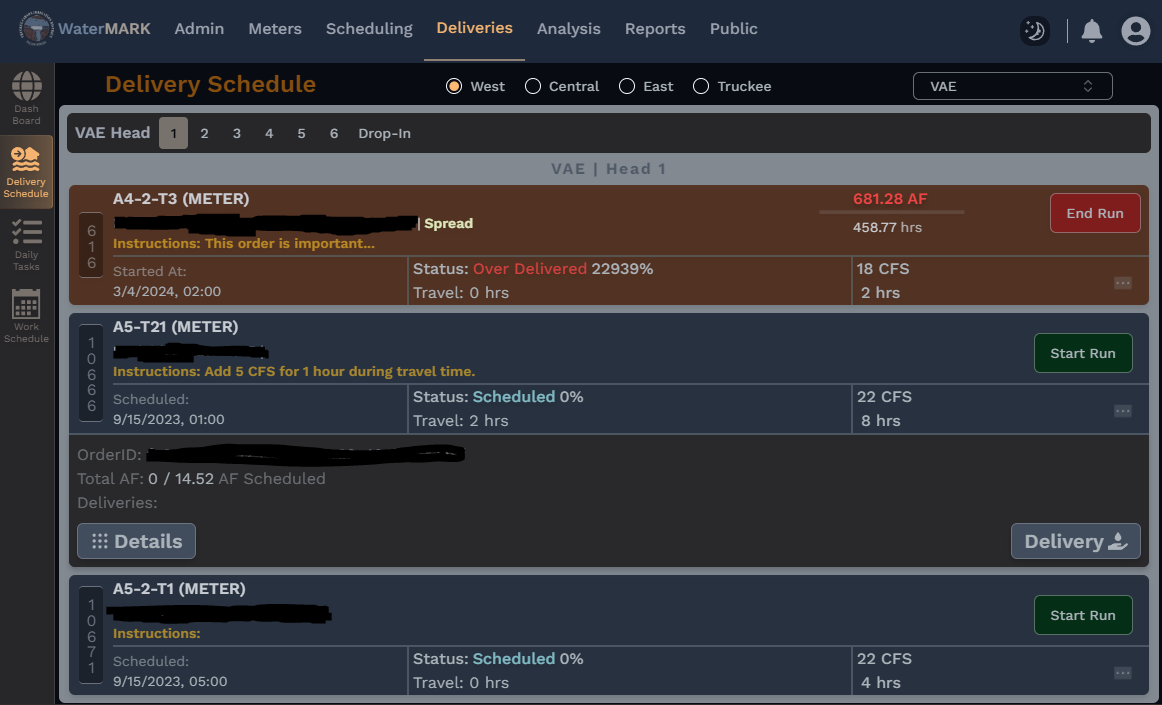 WaterMARK Admin Meters Scheduling Deliveries Analysis Reports Public
Dash
Board
Delivery
Schedule
Daily
Tasks
Work
Schedule
Delivery Schedule West Central East Truckee VAE
VAE Head 1 2 3 4 5 6 Drop-In
VAE | Head 1
616
A4-2-T3 (METER)
| Spread
Instructions: This order is important...
681.28 AF
458.77 hrs
End Run
Started At:
3/4/2024, 02:00
Status: Over Delivered 22939%
Travel: 0 hrs
18 CFS
2 hrs
...
10666
A5-T21 (METER)
Instructions: Add 5 CFS for 1 hour during travel time.
Start Run
Scheduled:
9/15/2023, 01:00
Status: Scheduled 0%
Travel: 2 hrs
22 CFS
8 hrs
...
OrderID:
Total AF: 0 / 14.52 AF Scheduled
Deliveries:
Details
Delivery
10671
A5-2-T1 (METER)
Instructions:
Start Run
Scheduled:
9/15/2023, 05:00
Status: Scheduled 0%
Travel: 0 hrs
22 CFS
4 hrs
...